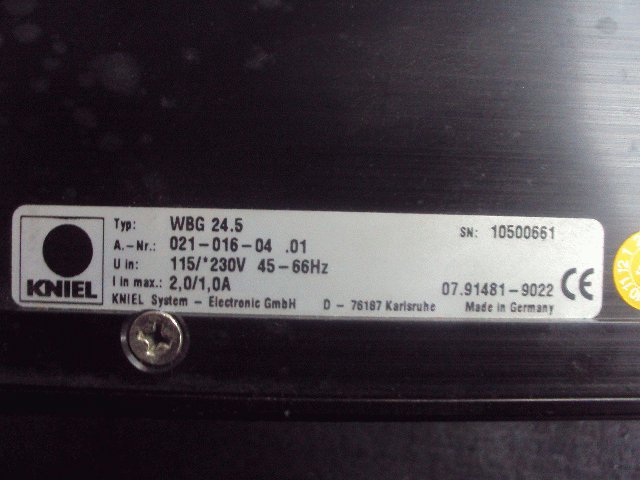 KNIEL
Typ: WBG 24.5 SN: 10500661
A.-Nr.: 021-016-04 .01
U in: 115/*230V 45-66Hz
I in max.: 2,0/1,0A 07.91481-9022 CE
KNIEL System - Electronic GmbH D - 76187 Karlsruhe Made in Germany